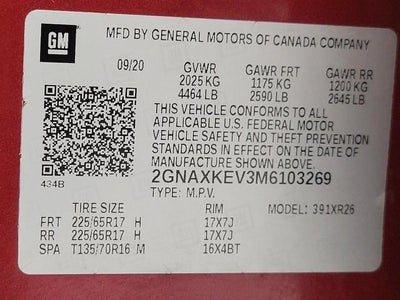 GM
MFD BY GENERAL MOTORS OF CANADA COMPANY
09/20 GVWR GAWR FRT GAWR RR
2025 KG 1175 KG 1200 KG
4464 LB 2590 LB 2645 LB
THIS VEHICLE CONFORMS TO ALL
APPLICABLE U.S. FEDERAL MOTOR
VEHICLE SAFETY AND THEFT PREVENTION
STANDARDS IN EFFECT ON THE DATE OF
MANUFACTURE SHOWN ABOVE.
434B 2GNAXKEV3M6103269
TYPE: M.P.V.
TIRE SIZE RIM MODEL: 391XR26
FRT 225/65R17 H 17X7J
RR 225/65R17 H 17X7J
SPA T135/70R16 M 16X4BT